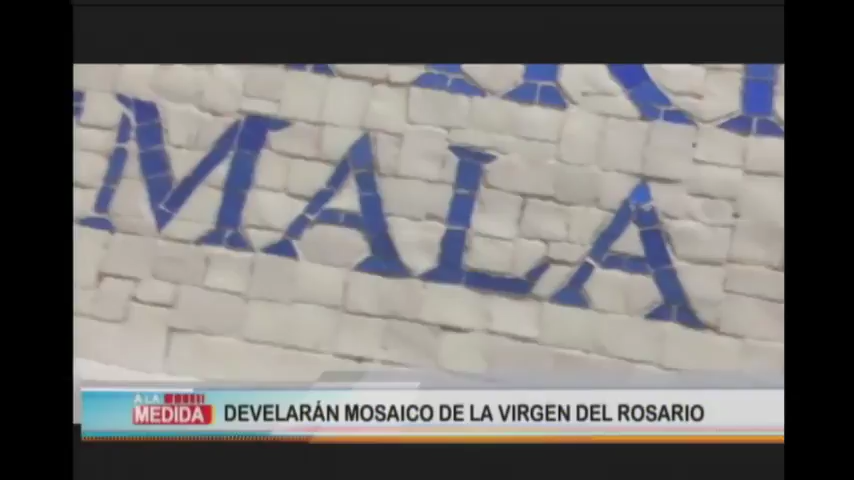 MALA
A LA
MEDIDA
DEVELARÁN MOSAICO DE LA VIRGEN DEL ROSARIO